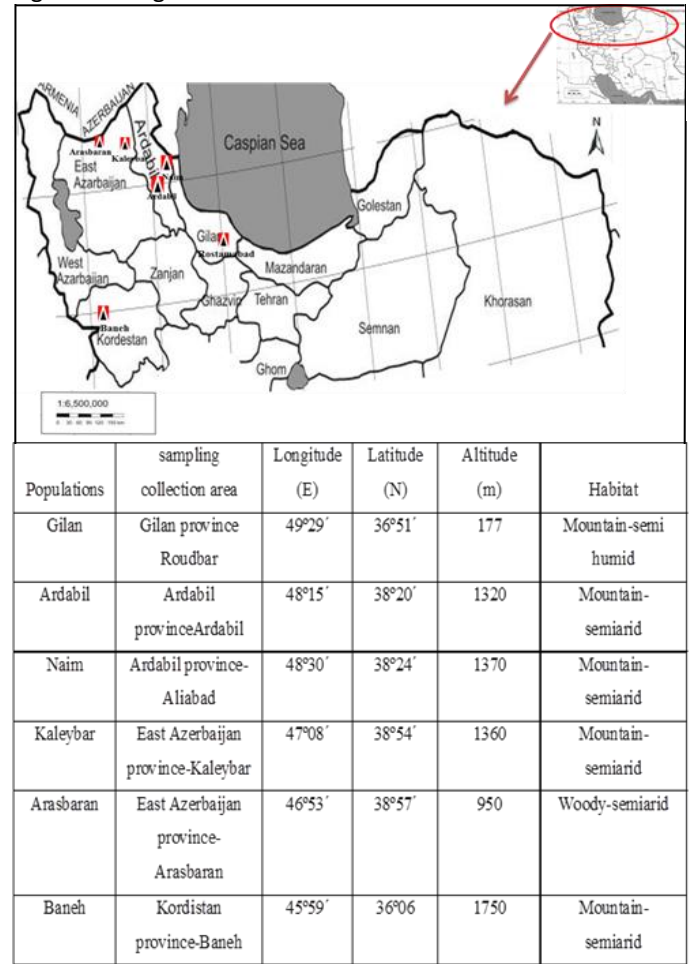 ARMENIA
AZERBAIJAN
Ardabil
Caspian Sea
N
Arasbaran
Kaleybar
East
Azarbaijan
Naim
Ardabil
Golestan
Gilan
Rostamabad
West
Azarbaijan
Zanjan
Mazandaran
Ghazvin
Tehran
Khorasan
Baneh
Kordestan
Semnan
Ghom
1:6,500,000
Populations sampling collection area Longitude (E) Latitude (N) Altitude (m) Habitat
Gilan Gilan province Roudbar 49º29´ 36º51´ 177 Mountain-semi humid
Ardabil Ardabil provinceArdabil 48º15´ 38º20´ 1320 Mountain-semiarid
Naim Ardabil province-Aliabad 48º30´ 38º24´ 1370 Mountain-semiarid
Kaleybar East Azerbaijan province-Kaleybar 47º08´ 38º54´ 1360 Mountain-semiarid
Arasbaran East Azerbaijan province-Arasbaran 46º53´ 38º57´ 950 Woody-semiarid
Baneh Kordistan province-Baneh 45º59´ 36º06 1750 Mountain-semiarid